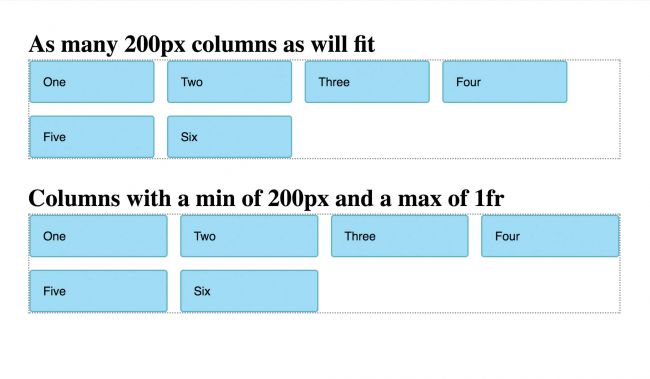 As many 200px columns as will fit
One Two Three Four
Five Six
Columns with a min of 200px and a max of 1fr
One Two Three Four
Five Six